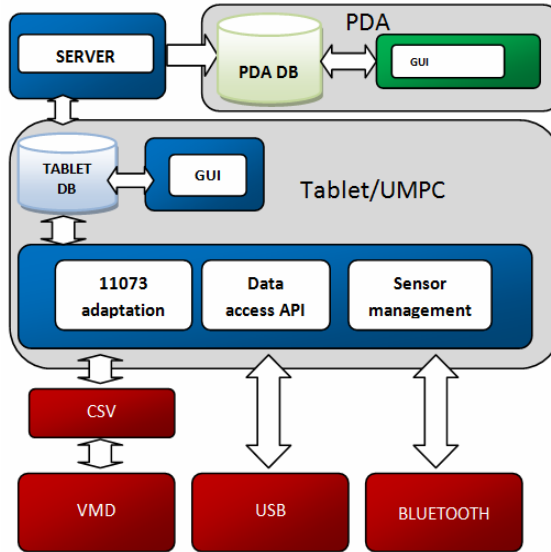 PDA
SERVER
PDA DB
GUI
TABLET
DB
GUI
Tablet/UMPC
11073
adaptation
Data
access API
Sensor
management
CSV
VMD
USB
BLUETOOTH